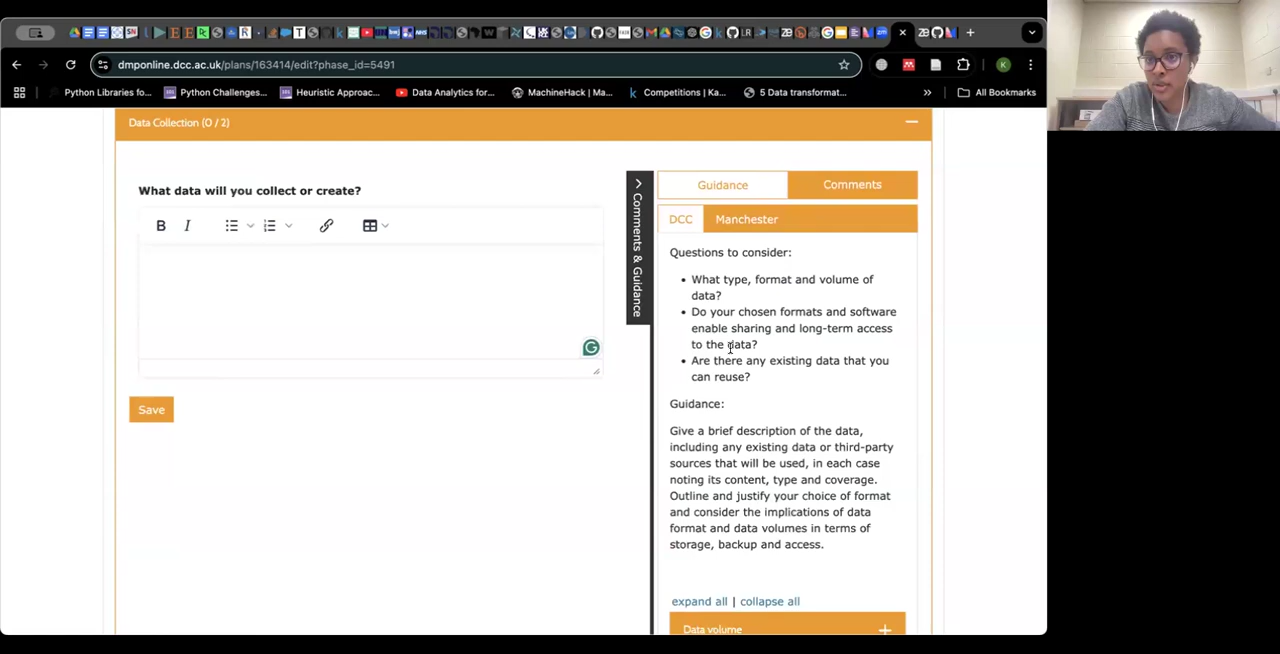 dmponline.dcc.ac.uk/plans/163414/edit?phase_id=5491
K
Python Libraries fo...
Python Challenges...
Heuristic Approac...
Data Analytics for...
MachineHack | Ma...
Competitions | Ka...
5 Data transformat...
»
All Bookmarks
Data Collection (0 / 2)
What data will you collect or create?
B I
Save
Comments & Guidance
Guidance
Comments
DCC
Manchester
Questions to consider:
• What type, format and volume of
data?
• Do your chosen formats and software
enable sharing and long-term access
to the data?
• Are there any existing data that you
can reuse?
Guidance:
Give a brief description of the data,
including any existing data or third-party
sources that will be used, in each case
noting its content, type and coverage.
Outline and justify your choice of format
and consider the implications of data
format and data volumes in terms of
storage, backup and access.
expand all | collapse all
Data volume